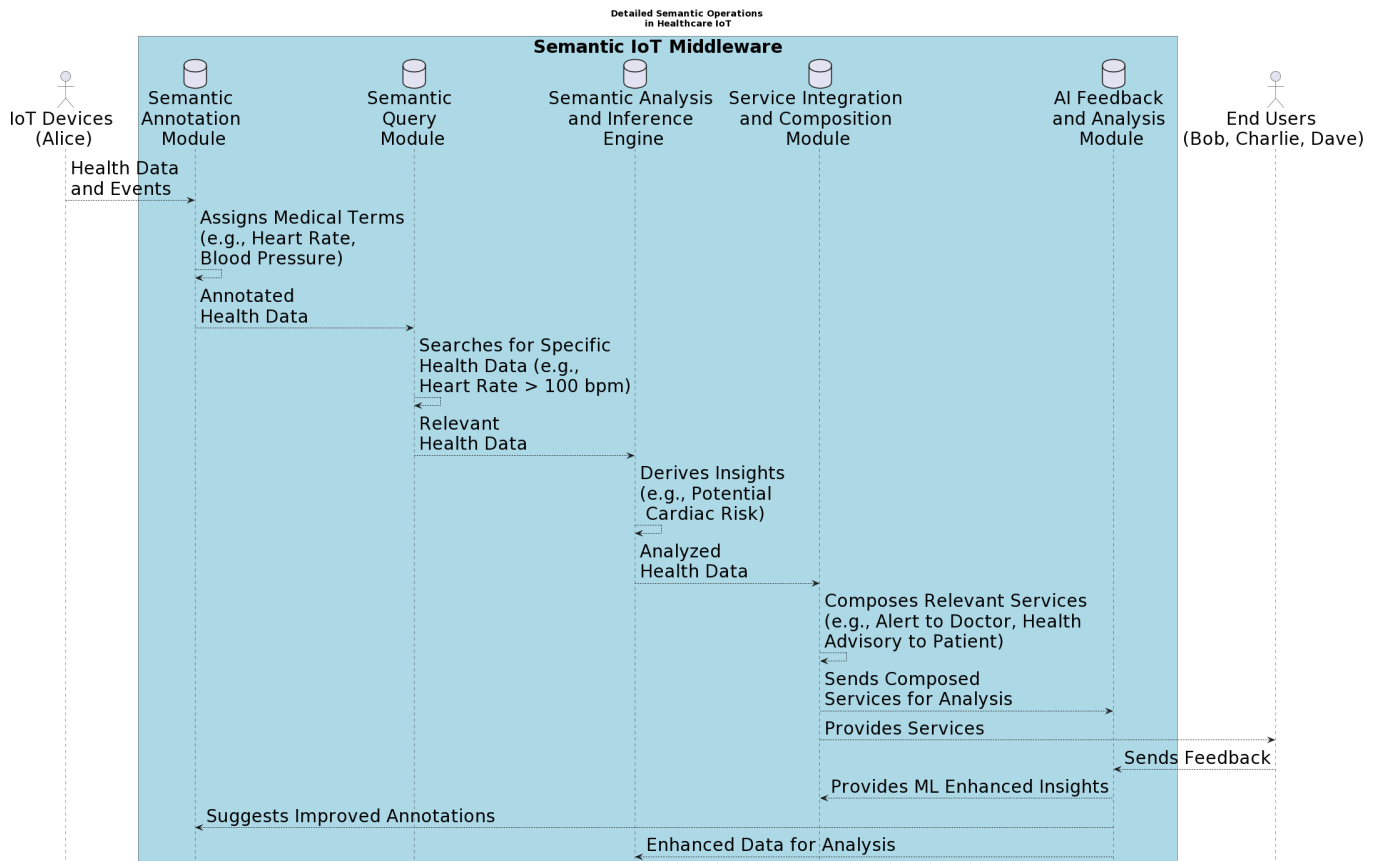 Detailed Semantic Operations
in Healthcare IoT
Semantic IoT Middleware
IoT Devices
(Alice)
Semantic
Annotation
Module
Semantic
Query
Module
Semantic Analysis
and Inference
Engine
Service Integration
and Composition
Module
AI Feedback
and Analysis
Module
End Users
(Bob, Charlie, Dave)
Health Data
and Events
Assigns Medical Terms
(e.g., Heart Rate,
Blood Pressure)
Annotated
Health Data
Searches for Specific
Health Data (e.g.,
Heart Rate > 100 bpm)
Relevant
Health Data
Derives Insights
(e.g., Potential
Cardiac Risk)
Analyzed
Health Data
Composes Relevant Services
(e.g., Alert to Doctor, Health
Advisory to Patient)
Sends Composed
Services for Analysis
Provides Services
Sends Feedback
Provides ML Enhanced Insights
Suggests Improved Annotations
Enhanced Data for Analysis